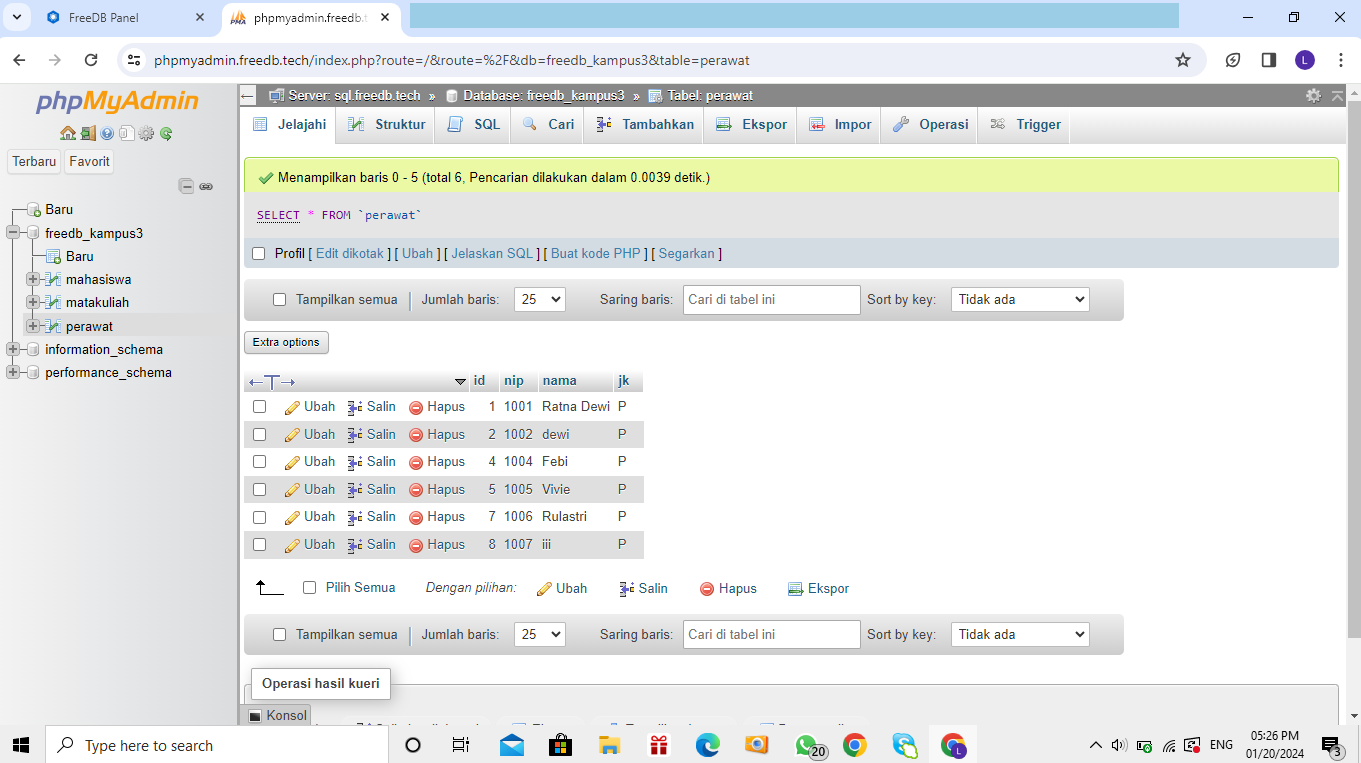 FreeDB Panel
phpmyadmin.freedb.t
phpmyadmin.freedb.tech/index.php?route=/&route=%2F&db=freedb_kampus3&table=perawat
L
phpMyAdmin
Terbaru Favorit
Baru
freedb_kampus3
Baru
mahasiswa
matakuliah
perawat
information_schema
performance_schema
Server: sql.freedb.tech » Database: freedb_kampus3 » Tabel: perawat
Jelajahi Struktur SQL Cari Tambahkan Ekspor Impor Operasi Trigger
Menampilkan baris 0 - 5 (total 6, Pencarian dilakukan dalam 0.0039 detik.)
SELECT * FROM `perawat`
Profil [ Edit dikotak ] [ Ubah ] [ Jelaskan SQL ] [ Buat kode PHP ] [ Segarkan ]
Tampilkan semua Jumlah baris: 25 Saring baris: Cari di tabel ini Sort by key: Tidak ada
Extra options
id nip nama jk
Ubah Salin Hapus 1 1001 Ratna Dewi P
Ubah Salin Hapus 2 1002 dewi P
Ubah Salin Hapus 4 1004 Febi P
Ubah Salin Hapus 5 1005 Vivie P
Ubah Salin Hapus 7 1006 Rulastri P
Ubah Salin Hapus 8 1007 iii P
Pilih Semua Dengan pilihan: Ubah Salin Hapus Ekspor
Tampilkan semua Jumlah baris: 25 Saring baris: Cari di tabel ini Sort by key: Tidak ada
Operasi hasil kueri
Konsol
Type here to search
20
L
ENG
05:26 PM
01/20/2024
3